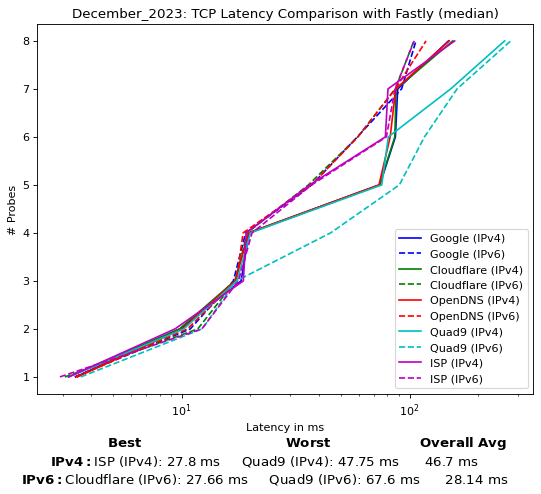 December_2023: TCP Latency Comparison with Fastly (median)
8
7
6
5
4
3
2
1
# Probes
Google (IPv4)
Google (IPv6)
Cloudflare (IPv4)
Cloudflare (IPv6)
OpenDNS (IPv4)
OpenDNS (IPv6)
Quad9 (IPv4)
Quad9 (IPv6)
ISP (IPv4)
ISP (IPv6)
10¹ 10²
Latency in ms
Best Worst Overall Avg
IPv4: ISP (IPv4): 27.8 ms Quad9 (IPv4): 47.75 ms 46.7 ms
IPv6: Cloudflare (IPv6): 27.66 ms Quad9 (IPv6): 67.6 ms 28.14 ms